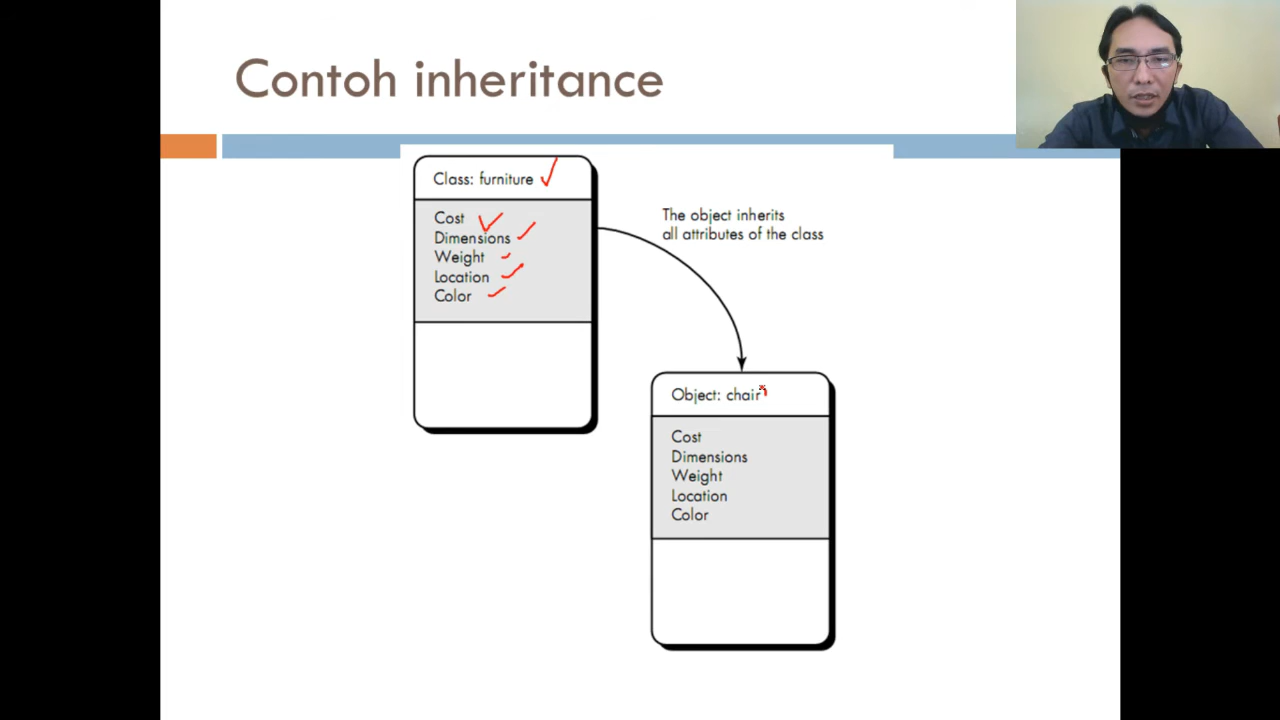 Contoh inheritance
Class: furniture
Cost
Dimensions
Weight
Location
Color
The object inherits
all attributes of the class
Object: chair
Cost
Dimensions
Weight
Location
Color